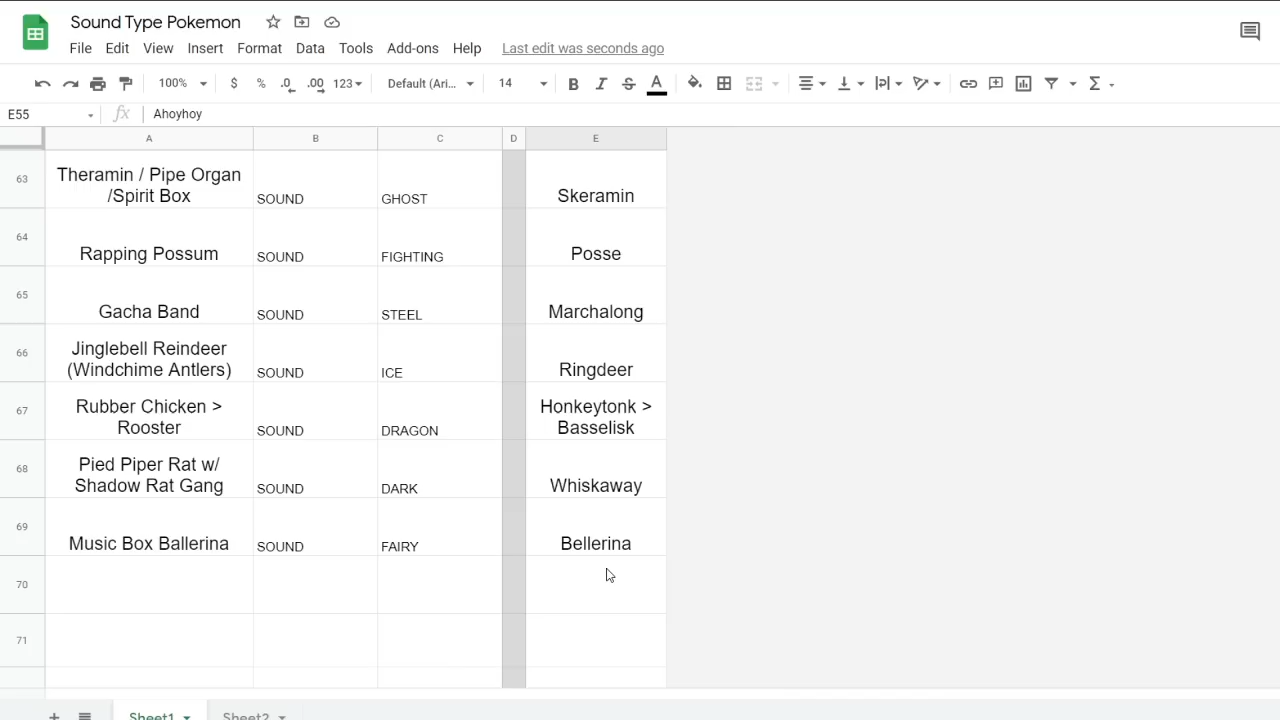 Sound Type Pokemon
File Edit View Insert Format Data Tools Add-ons Help Last edit was seconds ago
100% $ % .0 .00 123 Default (Ari... 14 B I S A Σ
E55 fx Ahoyhoy
A B C D E
63 Theramin / Pipe Organ
/Spirit Box SOUND GHOST Skeramin
64 Rapping Possum SOUND FIGHTING Posse
65 Gacha Band SOUND STEEL Marchalong
66 Jinglebell Reindeer
(Windchime Antlers) SOUND ICE Ringdeer
67 Rubber Chicken > Honkeytonk >
Rooster SOUND DRAGON Basselisk
68 Pied Piper Rat w/
Shadow Rat Gang SOUND DARK Whiskaway
69 Music Box Ballerina SOUND FAIRY Bellerina
70
71
+ Sheet1 Sheet2